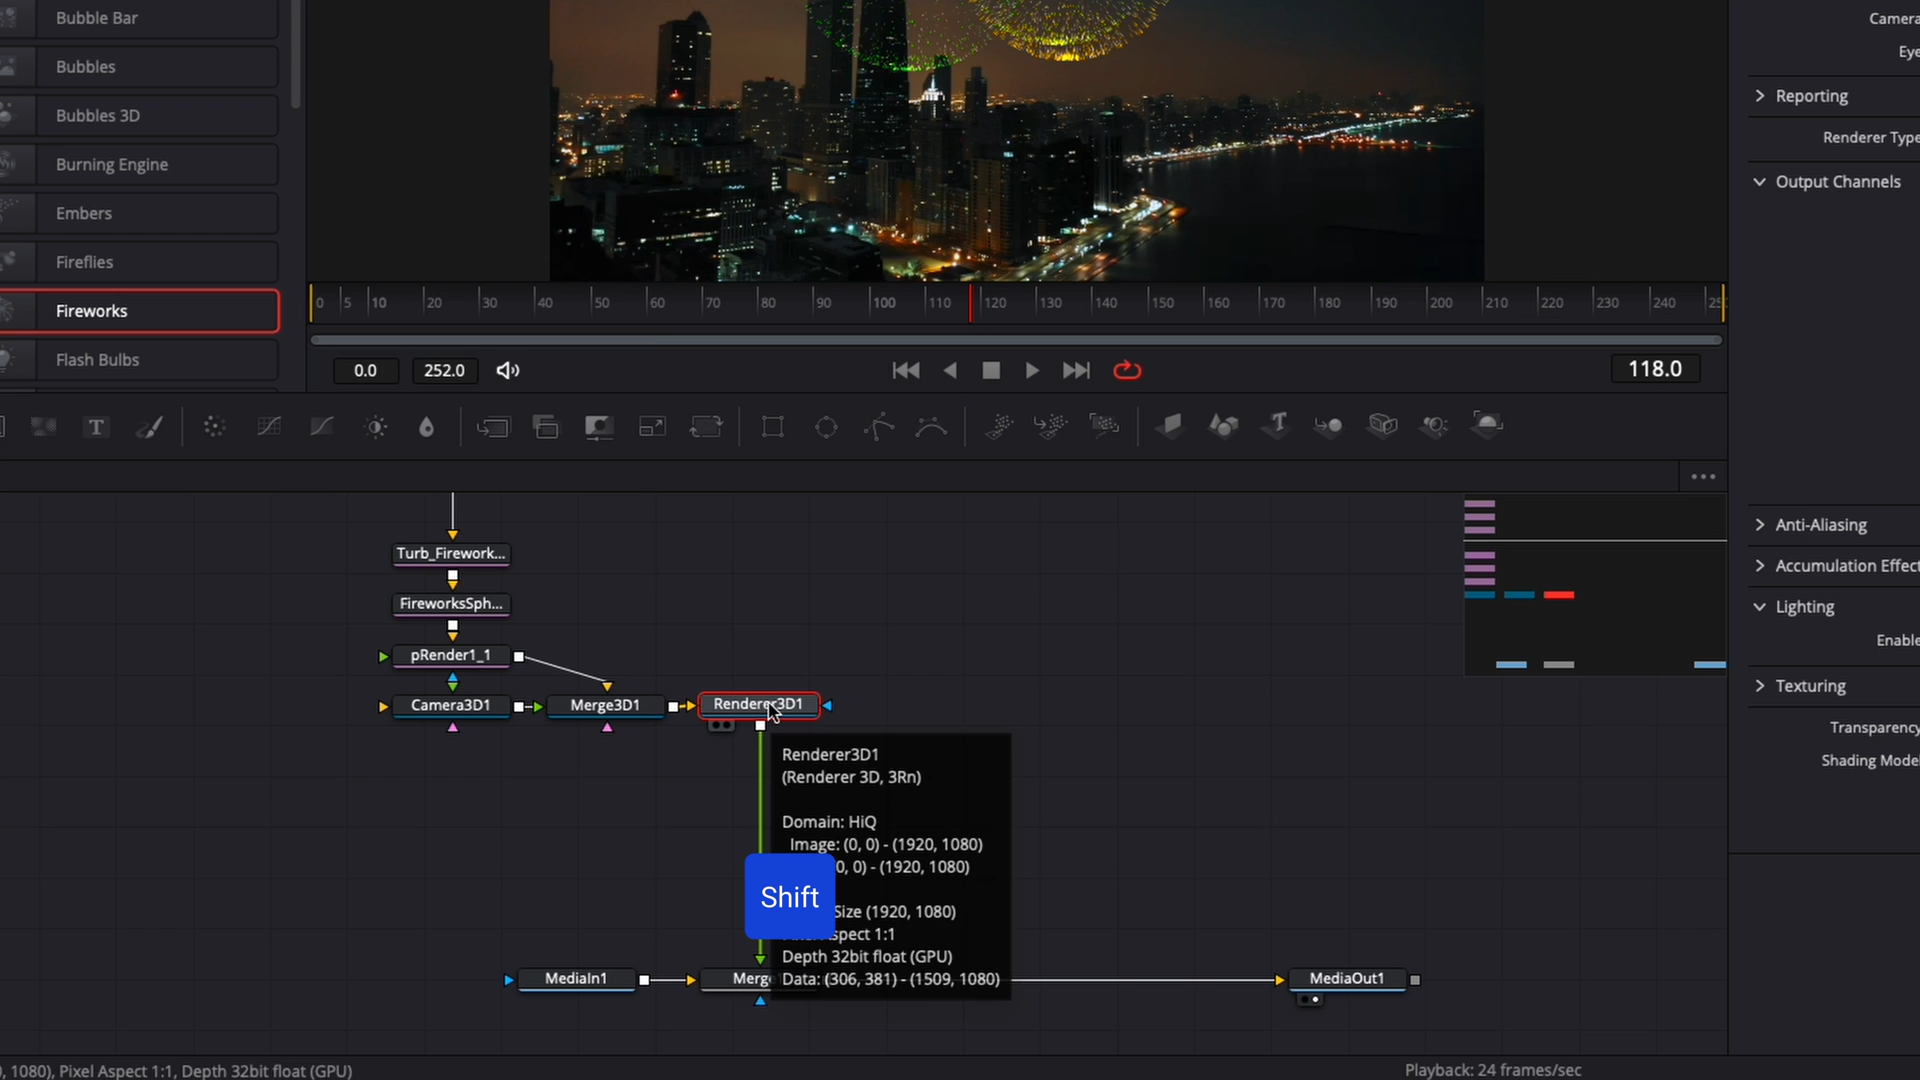 Bubble Bar
Bubbles
Bubbles 3D
Burning Engine
Embers
Fireflies
Fireworks
Flash Bulbs
Camera
Eye
Reporting
Renderer Type
Output Channels
0 5 10 20 30 40 50 60 70 80 90 100 110 120 130 140 150 160 170 180 190 200 210 220 230 240 25
0.0 252.0
118.0
T
T
Turb_Firework...
FireworksSph...
pRender1_1
Camera3D1 Merge3D1 Renderer3D1
Renderer3D1
(Renderer 3D, 3Rn)
Domain: HiQ
Image: (0, 0) - (1920, 1080)
0, 0) - (1920, 1080)
Shift
Size (1920, 1080)
spect 1:1
Depth 32bit float (GPU)
Data: (306, 381) - (1509, 1080)
MediaIn1 Merge MediaOut1
Anti-Aliasing
Accumulation Effect
Lighting
Enable
Texturing
Transparency
Shading Model
, 1080), Pixel Aspect 1:1, Depth 32bit float (GPU)
Playback: 24 frames/sec